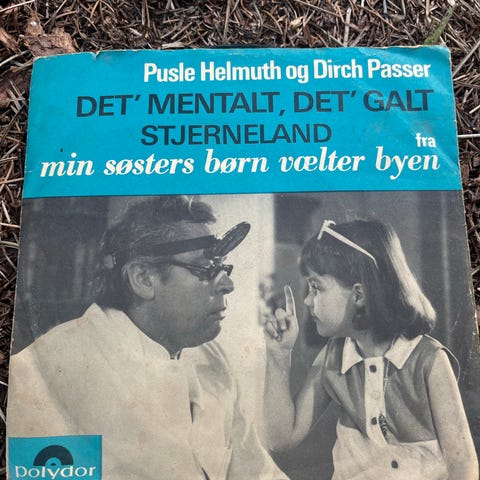 Pusle Helmuth og Dirch Passer
DET' MENTALT, DET' GALT
STJERNELAND
fra
min søsters børn vælter byen
Polydor